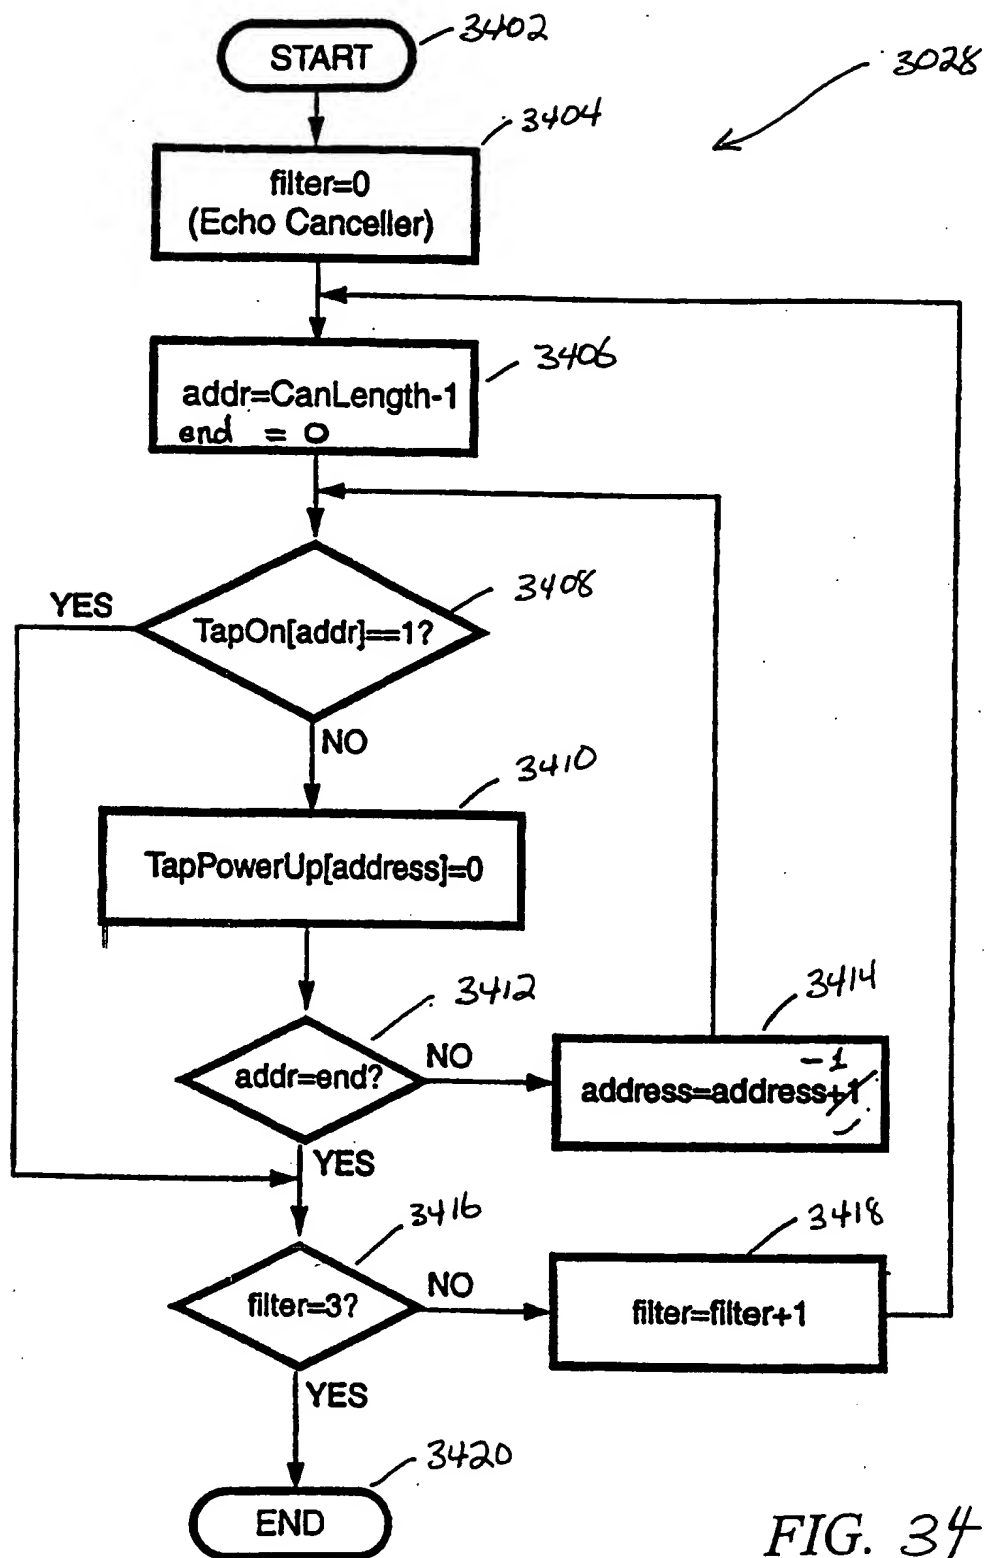 START
3402
3028
3404
filter=0
(Echo Canceller)
3406
addr=CanLength-1
end = 0
3408
YES
TapOn[addr]==1?
NO
3410
TapPowerUp[address]=0
3412
addr=end?
NO
3414
-1
address=address+1
YES
3416
filter=3?
NO
3418
filter=filter+1
YES
3420
END
FIG. 34